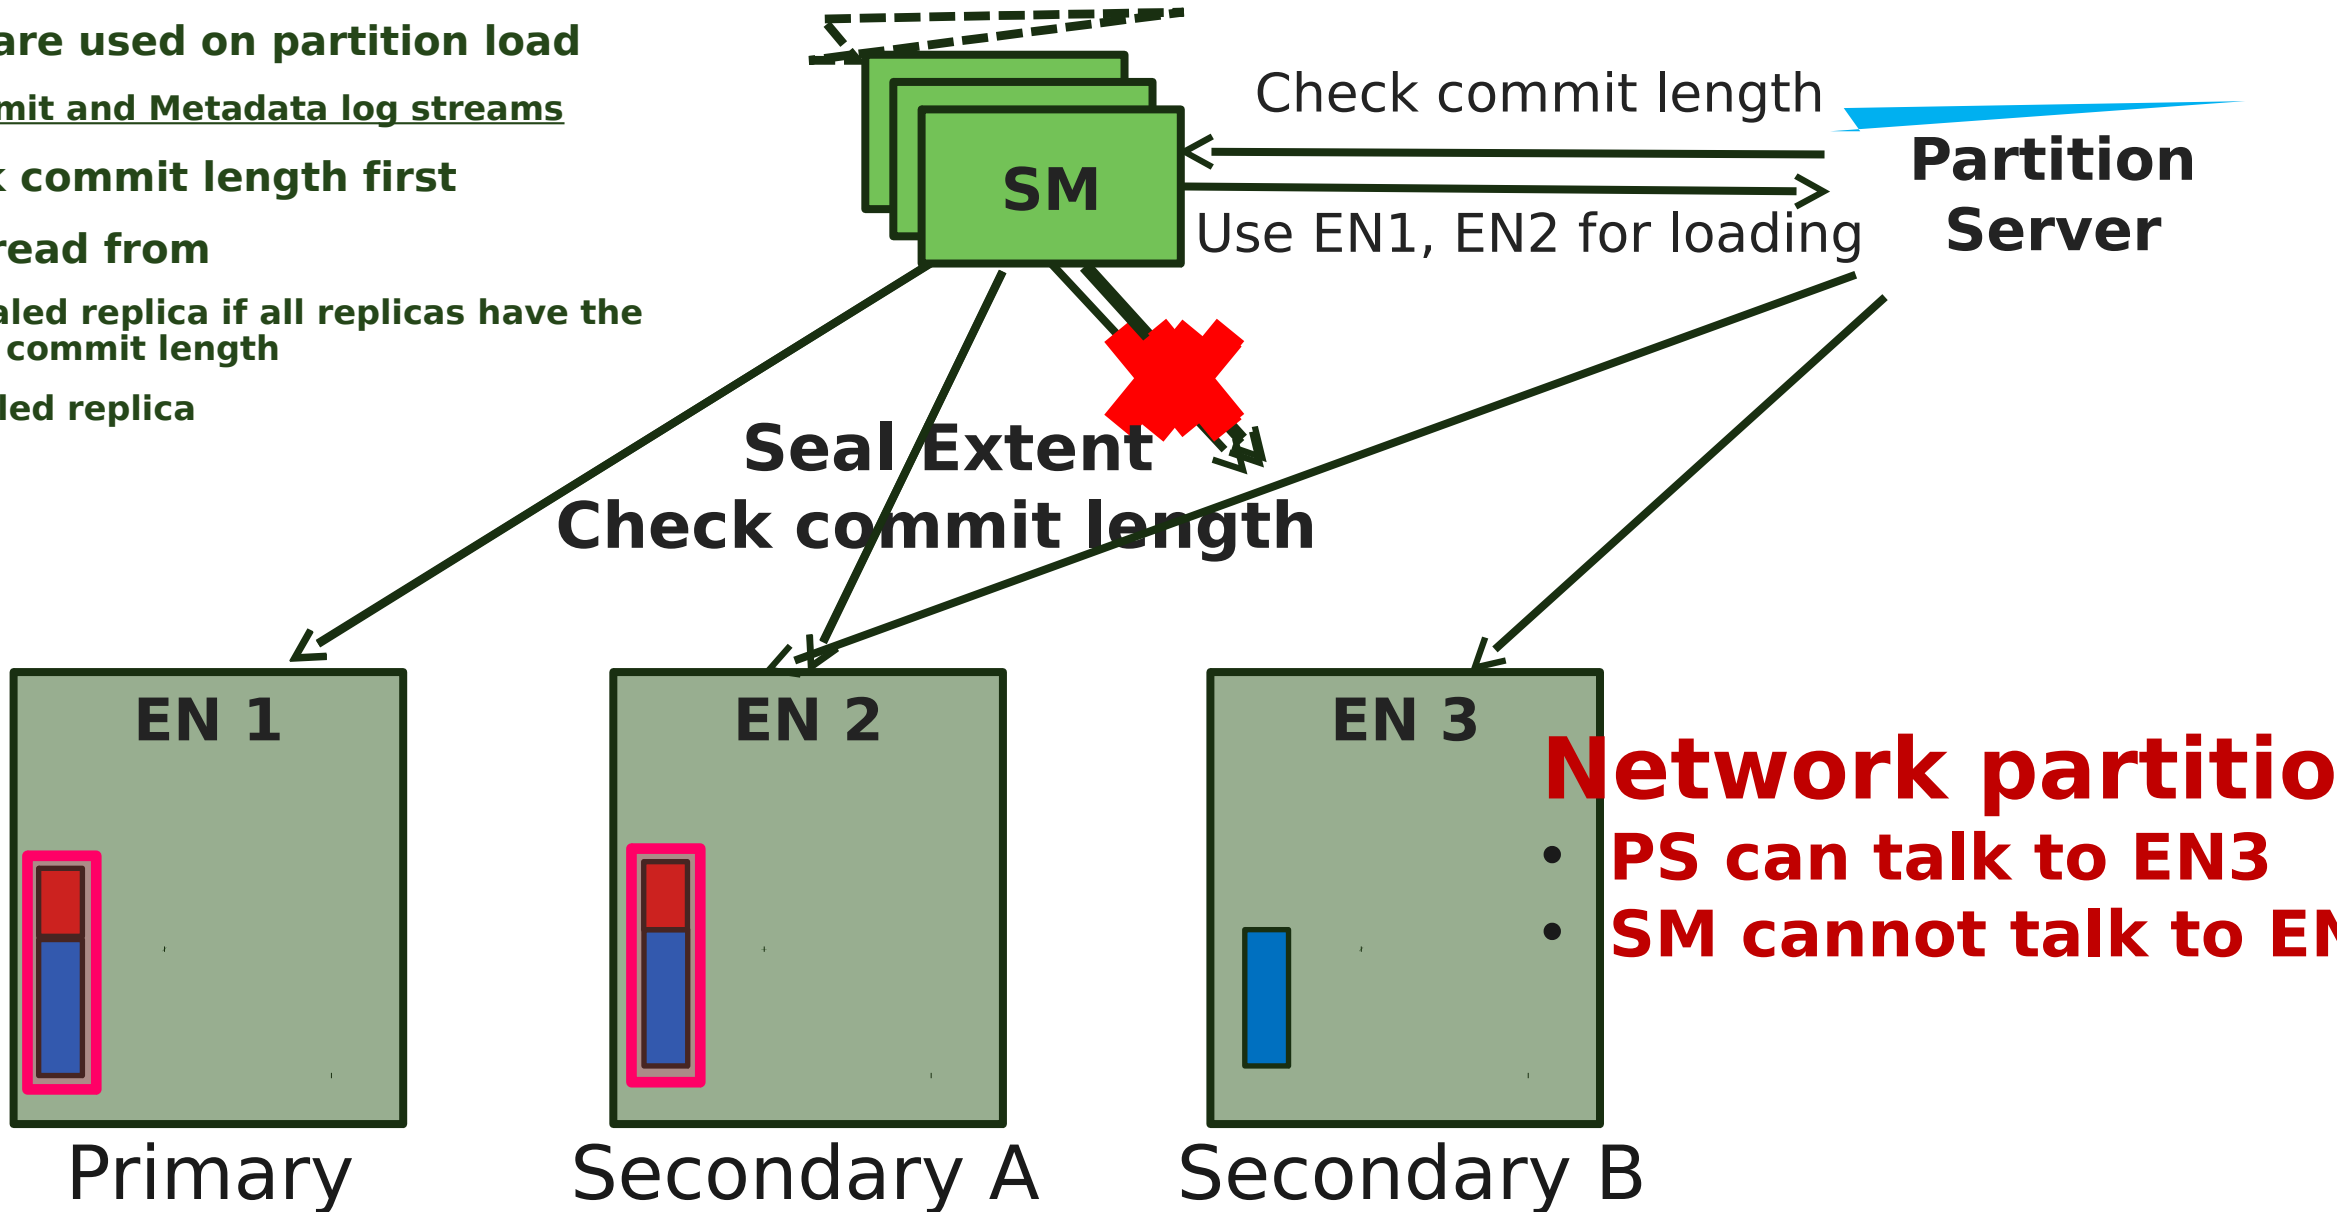 are used on partition load
mit and Metadata log streams
k commit length first
read from
aled replica if all replicas have the
commit length
led replica
Check commit length
SM
Partition
Server
Use EN1, EN2 for loading
Seal Extent
Check commit length
EN 1
EN 2
EN 3
Network partitio
• PS can talk to EN3
• SM cannot talk to EN
Primary
Secondary A
Secondary B